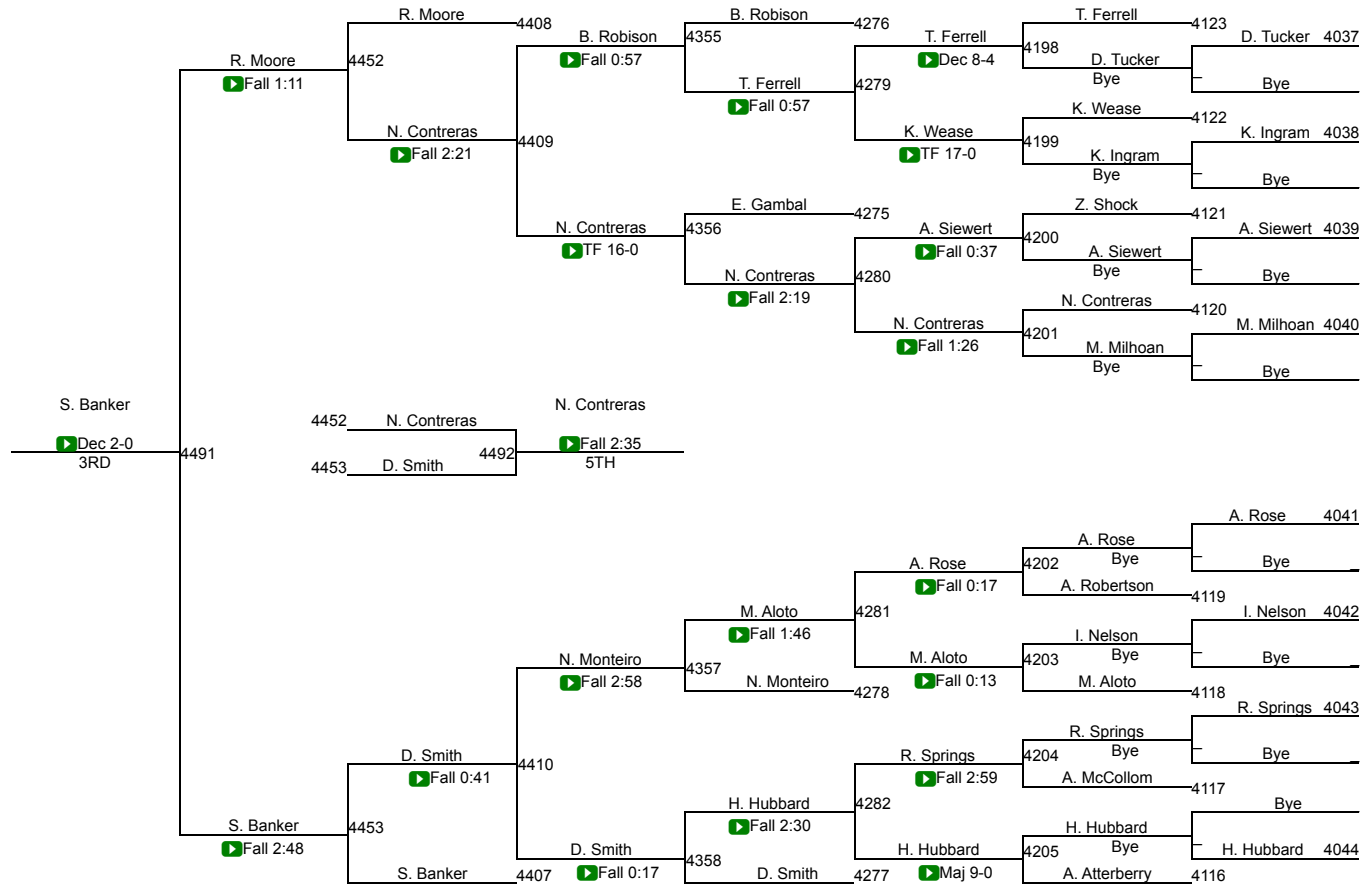 R. Moore 4408
B. Robison 4276
T. Ferrell 4123
B. Robison 4355
T. Ferrell
D. Tucker 4037
R. Moore 4452
Fall 0:57
Dec 8-4
4198
D. Tucker
Bye
Bye
Fall 1:11
T. Ferrell 4279
Fall 0:57
K. Wease 4122
N. Contreras 4409
K. Wease 4199
K. Ingram 4038
Fall 2:21
TF 17-0
K. Ingram
Bye
Bye
E. Gambal 4275
Z. Shock 4121
N. Contreras 4356
A. Siewert 4200
A. Siewert 4039
TF 16-0
Fall 0:37
A. Siewert
Bye
Bye
N. Contreras 4280
Fall 2:19
N. Contreras 4120
N. Contreras 4201
M. Milhoan 4040
Fall 1:26
M. Milhoan
Bye
Bye
S. Banker
N. Contreras
4452 N. Contreras
Dec 2-0
Fall 2:35
3RD
4491
4453 D. Smith
4492
5TH
A. Rose 4041
A. Rose
Bye
A. Rose 4202
Bye
Fall 0:17
A. Robertson 4119
M. Aloto 4281
I. Nelson 4042
Fall 1:46
I. Nelson
Bye
N. Monteiro 4357
M. Aloto 4203
Bye
Fall 2:58
N. Monteiro 4278
Fall 0:13
M. Aloto 4118
R. Springs 4043
R. Springs
Bye
D. Smith 4410
R. Springs 4204
Bye
Fall 0:41
Fall 2:59
A. McCollom 4117
H. Hubbard 4282
Bye
S. Banker 4453
Fall 2:30
H. Hubbard
Bye
Fall 2:48
D. Smith 4358
H. Hubbard 4205
H. Hubbard 4044
S. Banker 4407
Fall 0:17
D. Smith 4277
Maj 9-0
A. Atterberry 4116